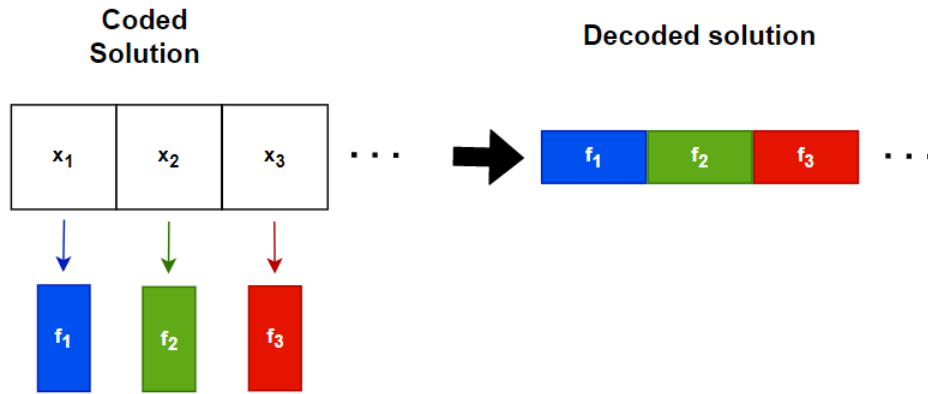 Coded
Solution
Decoded solution
x₁ x₂ x₃ . . .
f₁ f₂ f₃ . . .
f₁ f₂ f₃